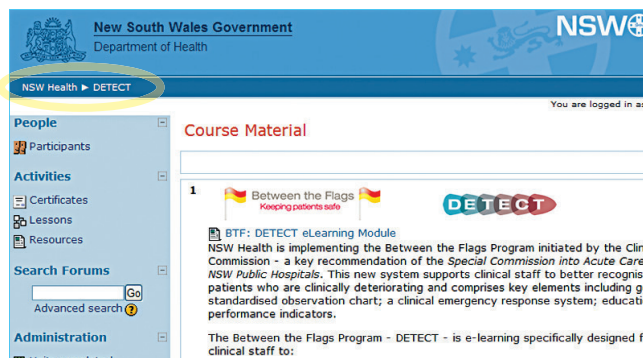 New South Wales Government
Department of Health
NSW
NSW Health ► DETECT
You are logged in as
People
Participants
Activities
Certificates
Lessons
Resources
Search Forums
Go
Advanced search
Administration
Course Material
1
Between the Flags
Keeping patients safe
DETECT
BTF: DETECT eLearning Module
NSW Health is implementing the Between the Flags Program initiated by the Clin
Commission - a key recommendation of the Special Commission into Acute Care
NSW Public Hospitals. This new system supports clinical staff to better recognis
patients who are clinically deteriorating and comprises key elements including g
standardised observation chart; a clinical emergency response system; educati
performance indicators.
The Between the Flags Program - DETECT - is e-learning specifically designed f
clinical staff to: